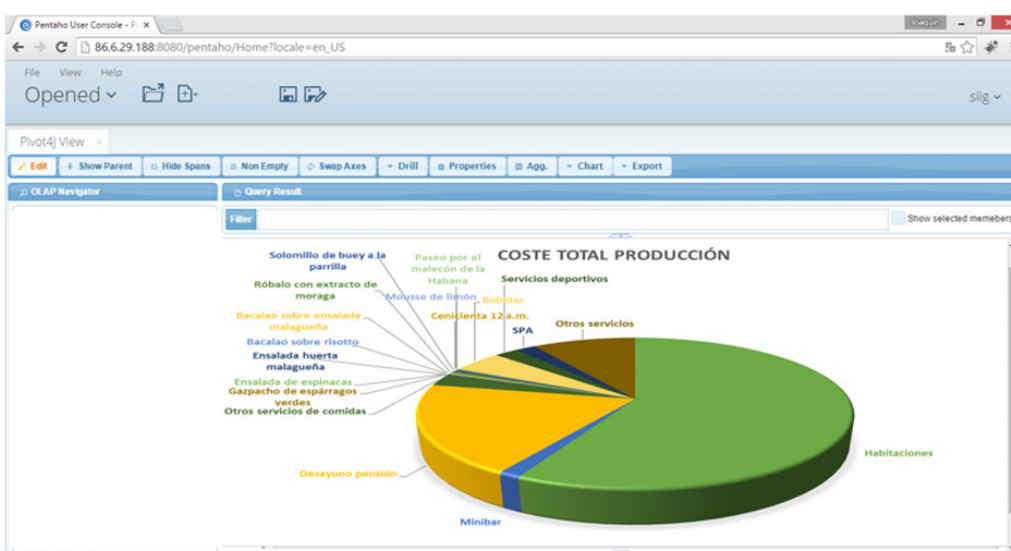 Pentaho User Console - P
Joaquin
86.6.29.188:8080/pentaho/Home?locale=en_US
File View Help
Opened
siig
Pivot4J View
Edit Show Parent Hide Spans Non Empty Swap Axes Drill Properties Agg. Chart Export
OLAP Navigator
Query Result
Filter
Show selected memebers
COSTE TOTAL PRODUCCIÓN
Solomillo de buey a la
parrilla
Paseo por el
malecón de la
Habana
Servicios deportivos
Róbalo con extracto de
moraga
Mousse de limón
Bebidas
Bacalao sobre ensalada
malagueña
Cenicienta 12 a.m.
SPA
Otros servicios
Bacalao sobre risotto
Ensalada huerta
malagueña
Ensalada de espinacas
Gazpacho de espárragos
verdes
Otros servicios de comidas
Habitaciones
Desayuno pensión
Minibar